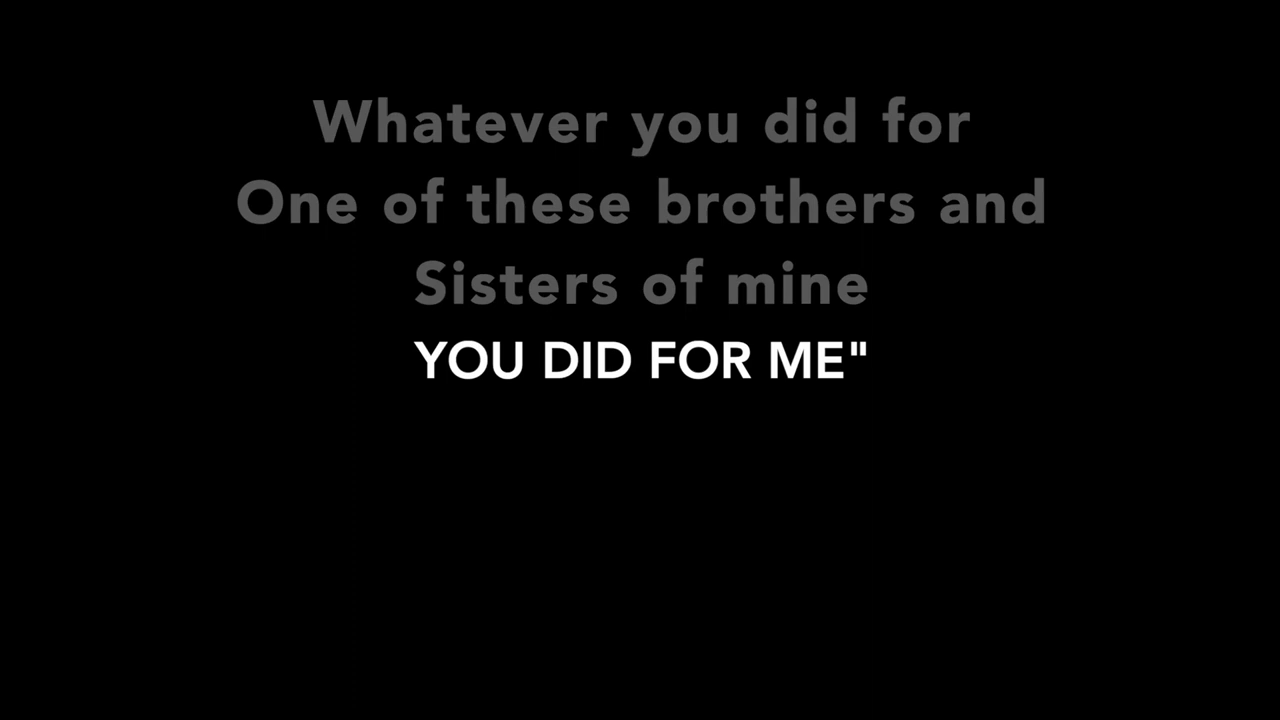 Whatever you did for
One of these brothers and
Sisters of mine
YOU DID FOR ME"